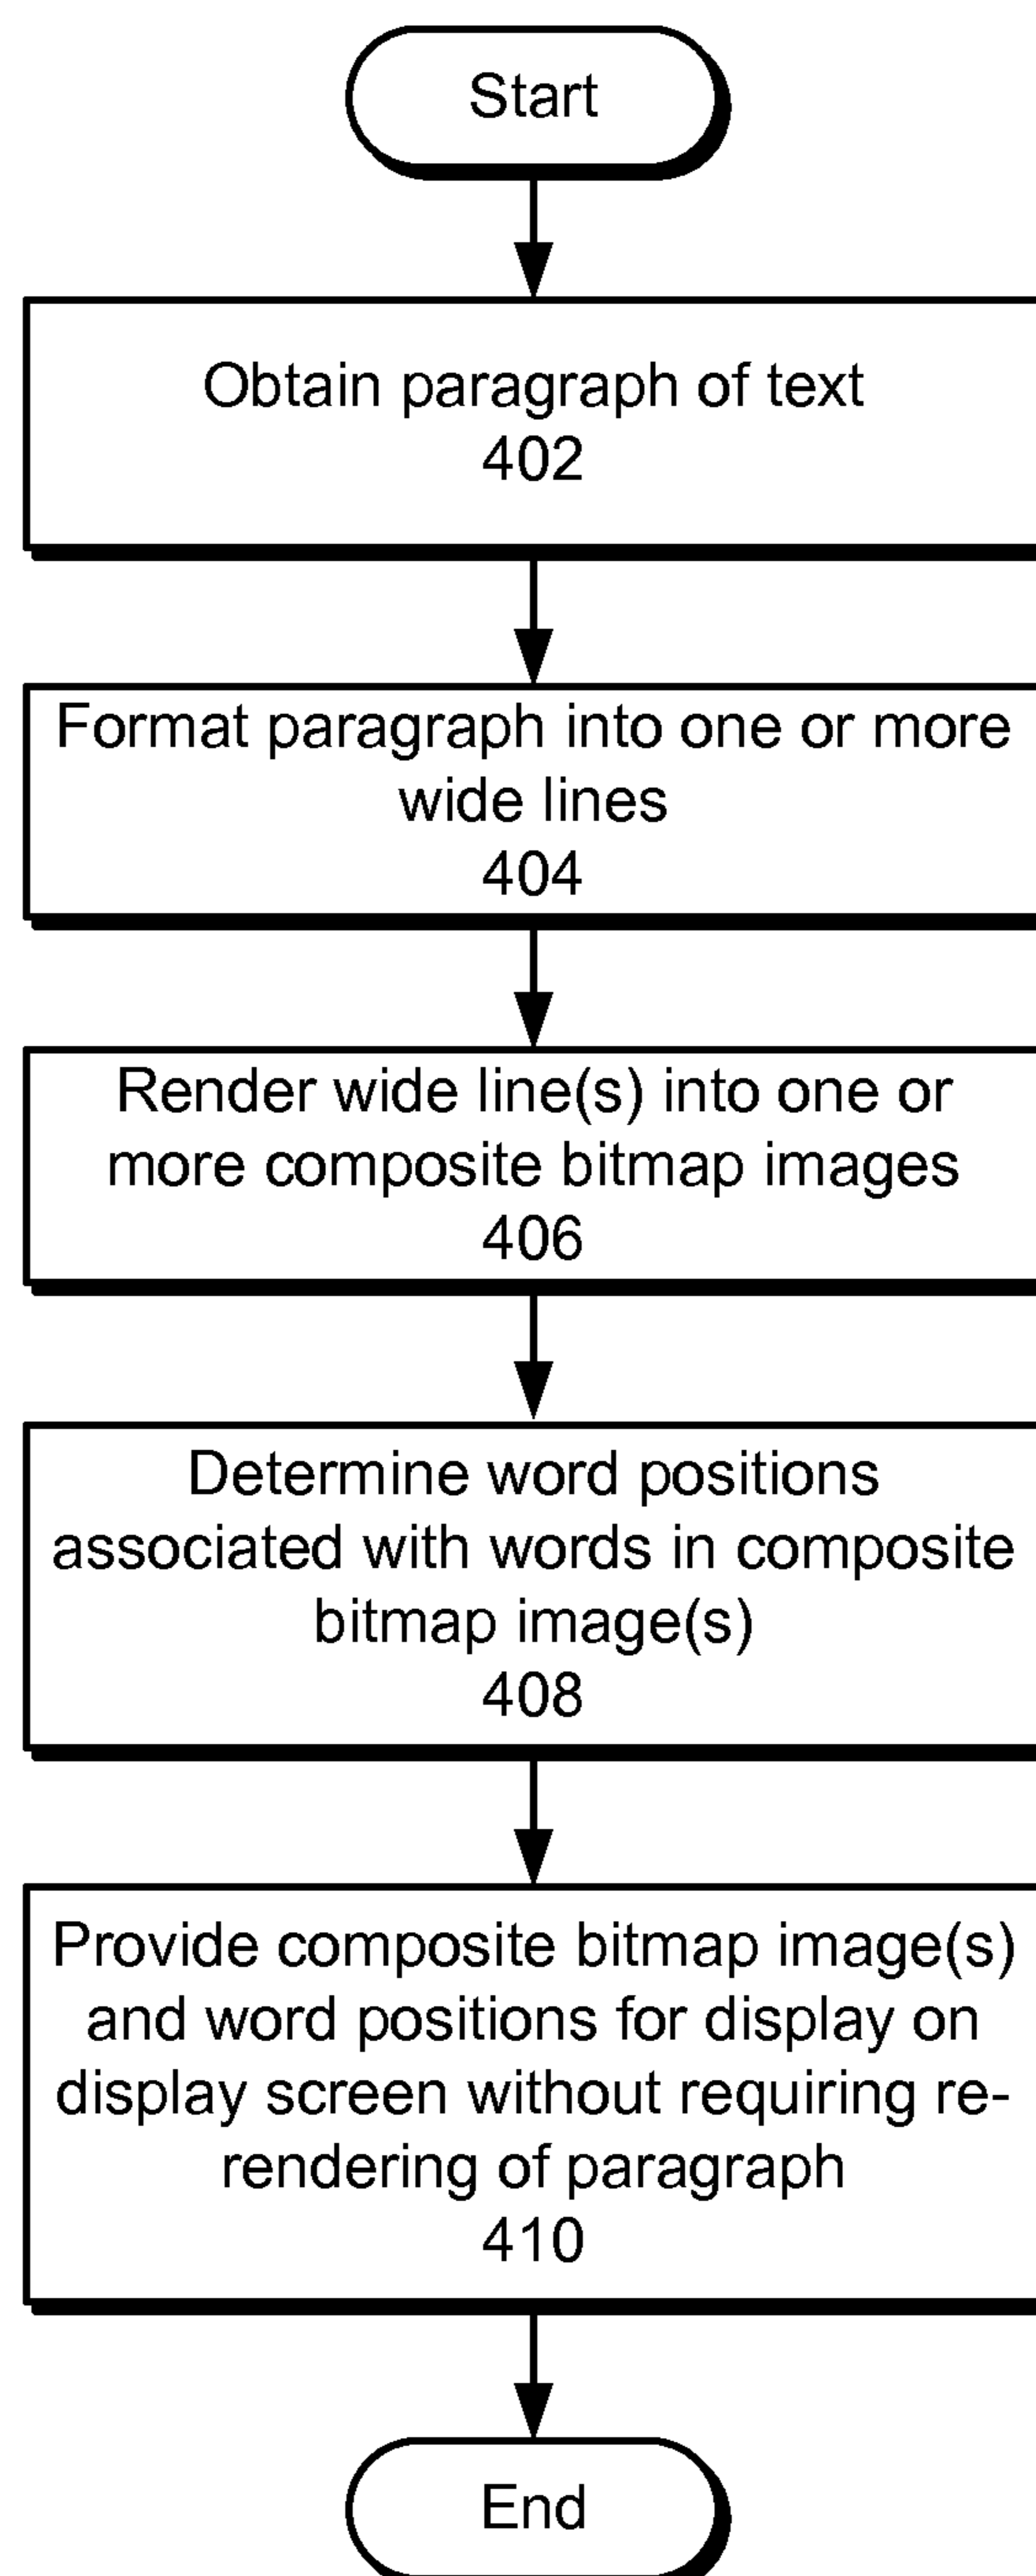 Start
Obtain paragraph of text
402
Format paragraph into one or more
wide lines
404
Render wide line(s) into one or
more composite bitmap images
406
Determine word positions
associated with words in composite
bitmap image(s)
408
Provide composite bitmap image(s)
and word positions for display on
display screen without requiring re-
rendering of paragraph
410
End